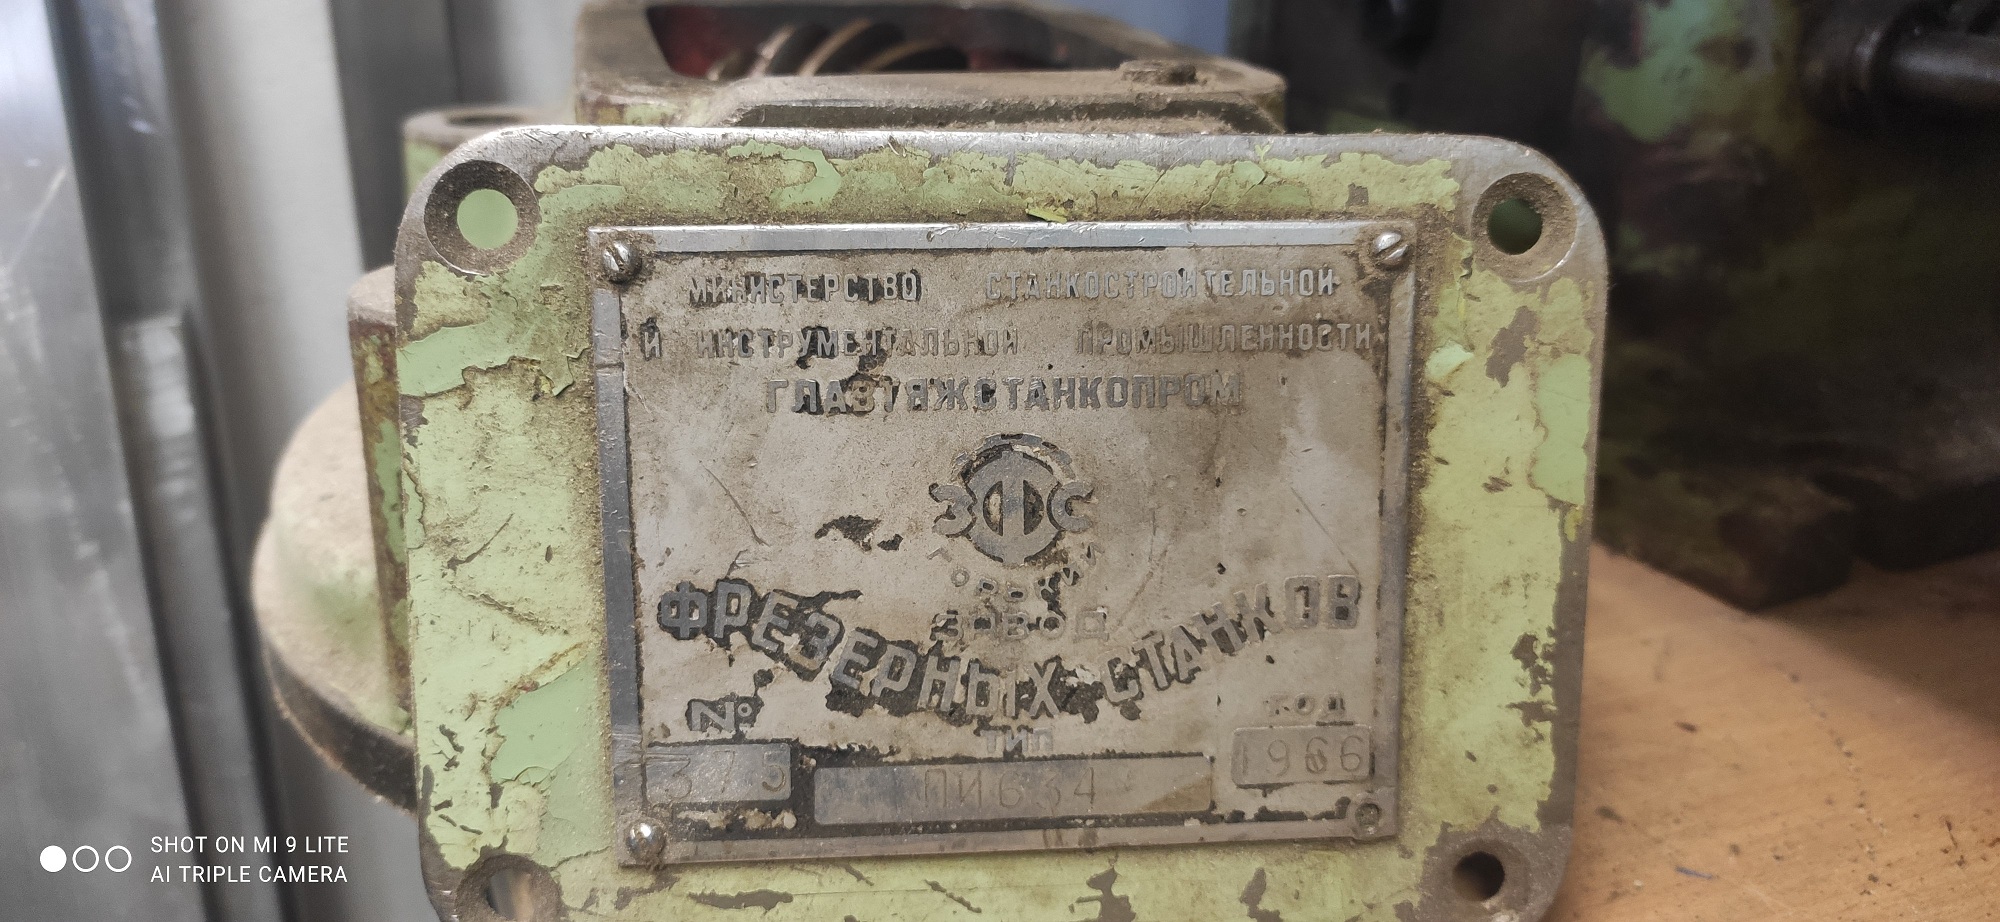 МИНИСТЕРСТВО СТАНКОСТРОИТЕЛЬНОЙ
И ИНСТРУМЕНТАЛЬНОЙ ПРОМЫШЛЕННОСТИ
ГЛАВТЯЖСТАНКОПРОМ
ЗФС
ЗАВОД
ФРЕЗЕРНЫХ СТАНКОВ
№ ТИП ГОД
375 ПИ634 1966
SHOT ON MI 9 LITE
AI TRIPLE CAMERA